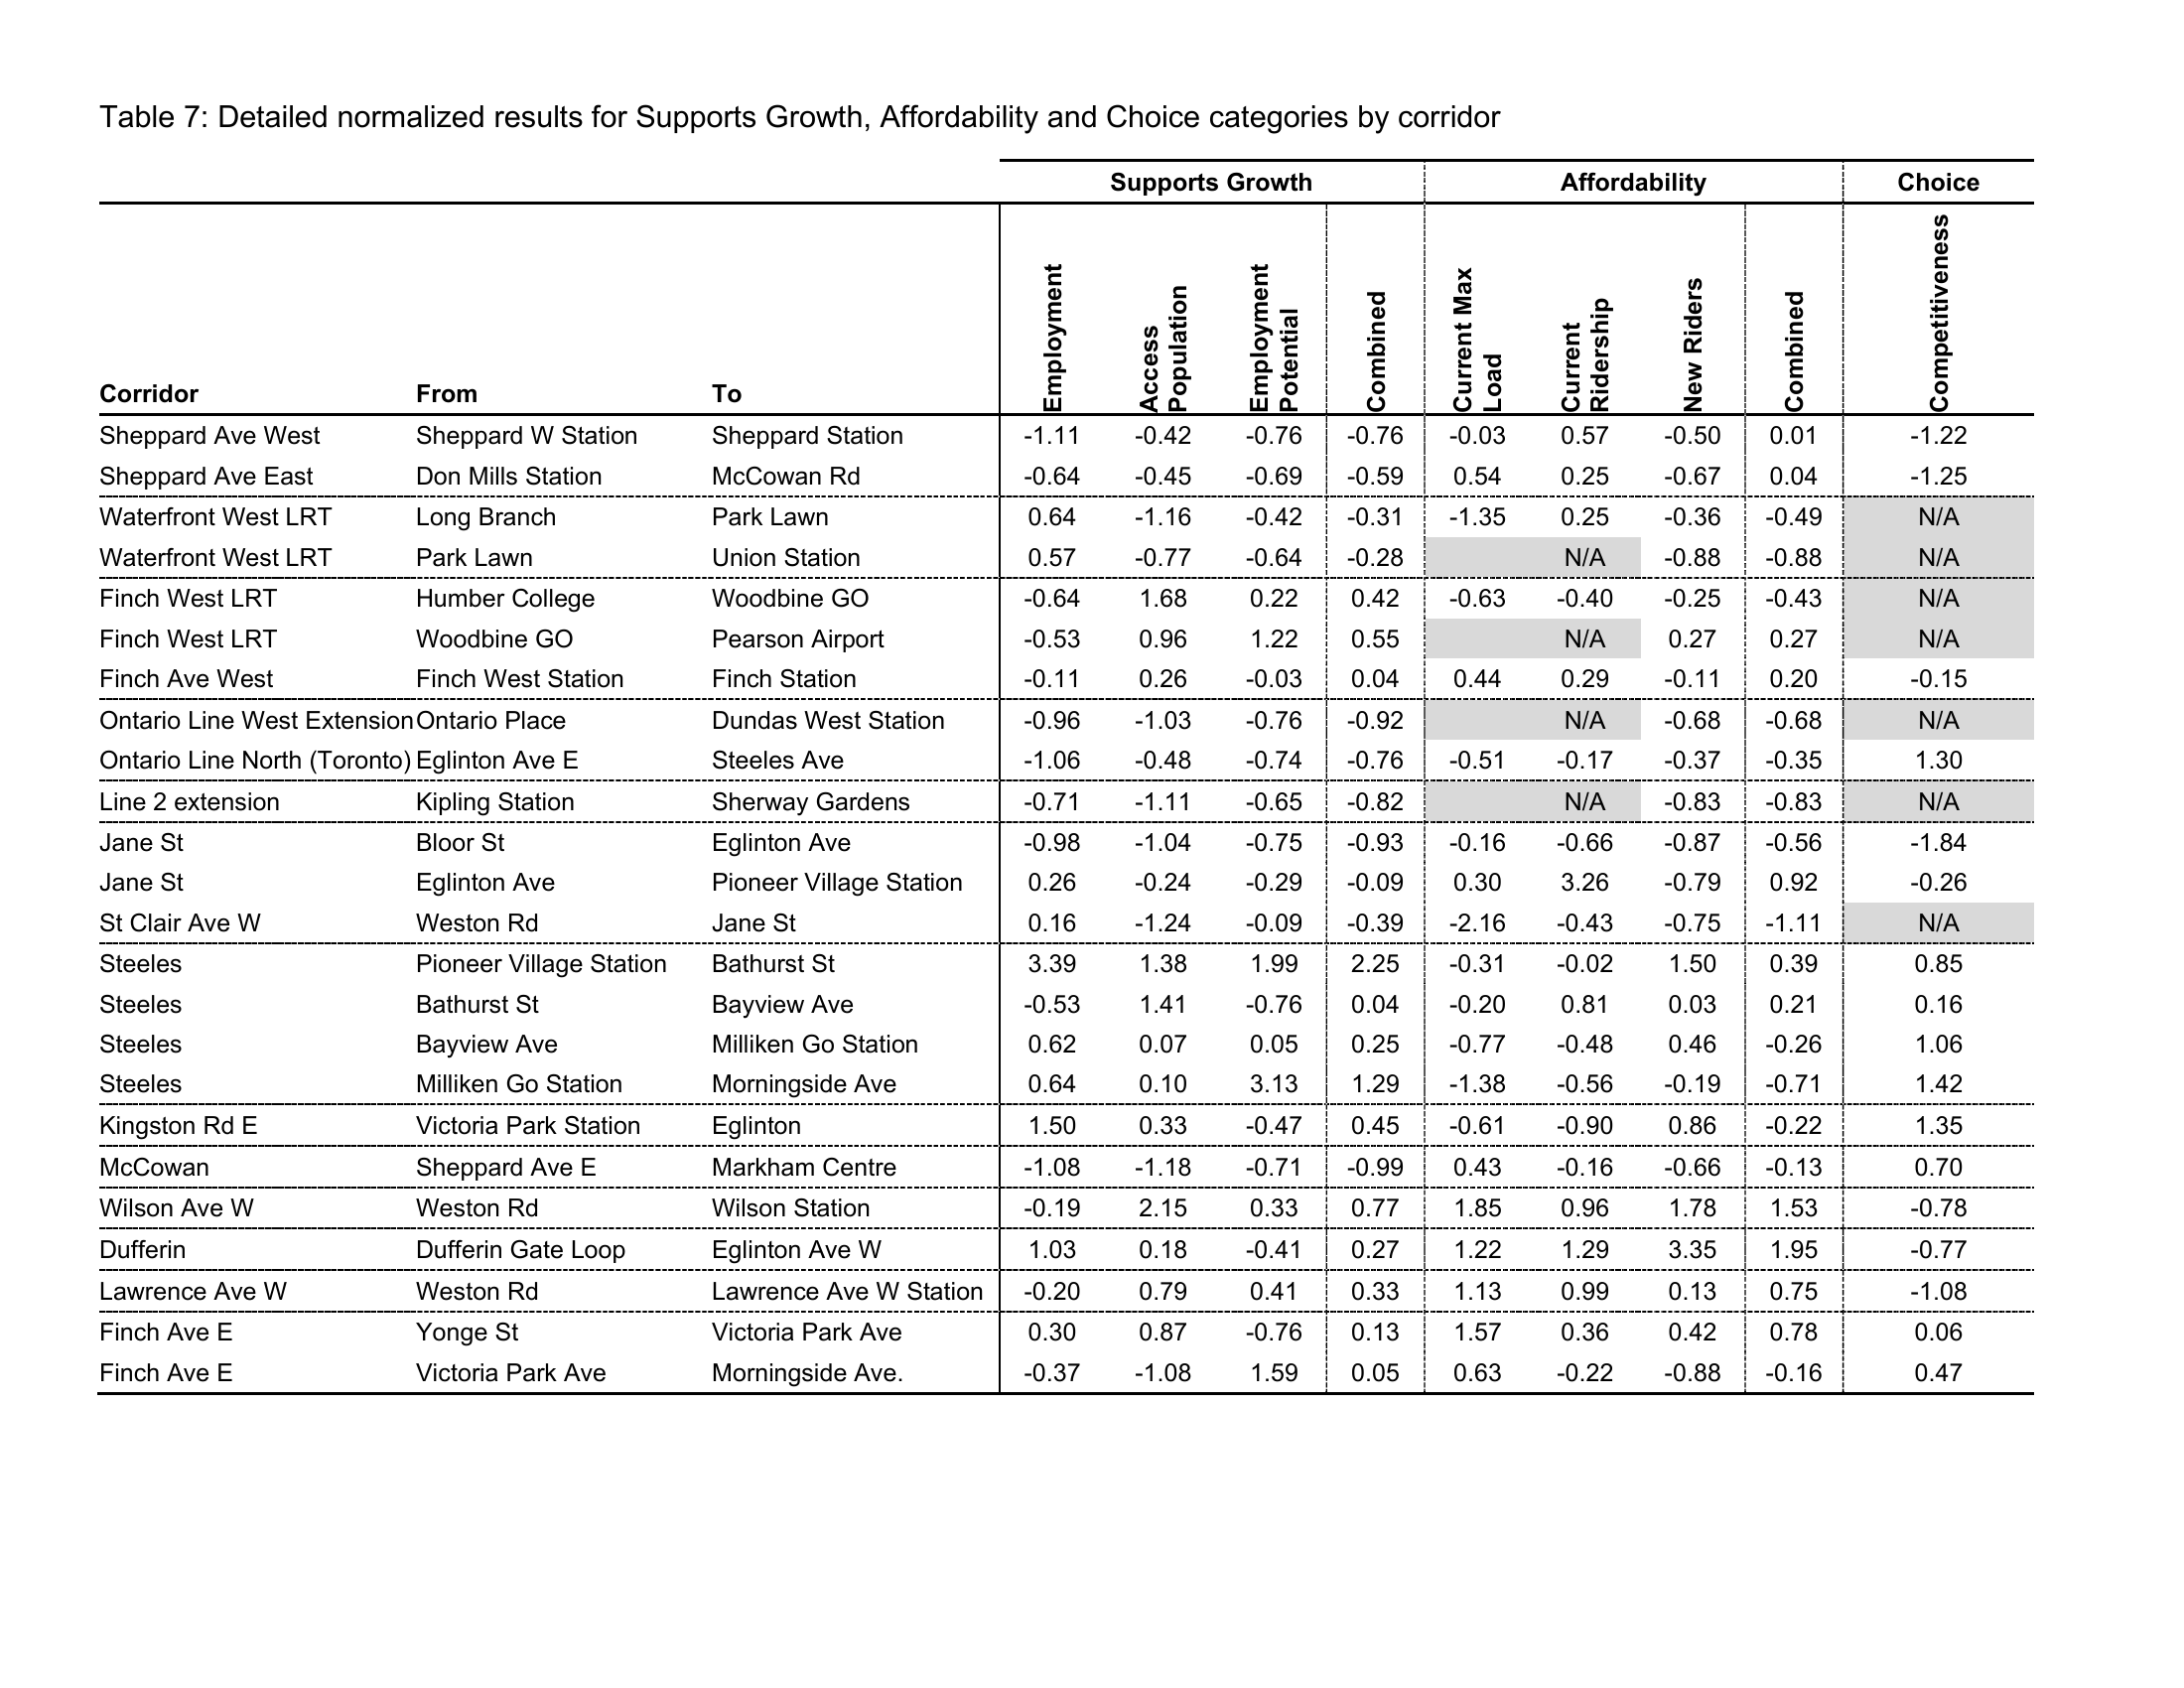 Table 7: Detailed normalized results for Supports Growth, Affordability and Choice categories by corridor
Supports Growth Affordability Choice
Corridor From To Employment Access Population Employment Potential Combined Current Max Load Current Ridership New Riders Combined Competitiveness
Sheppard Ave West Sheppard W Station Sheppard Station -1.11 -0.42 -0.76 -0.76 -0.03 0.57 -0.50 0.01 -1.22
Sheppard Ave East Don Mills Station McCowan Rd -0.64 -0.45 -0.69 -0.59 0.54 0.25 -0.67 0.04 -1.25
Waterfront West LRT Long Branch Park Lawn 0.64 -1.16 -0.42 -0.31 -1.35 0.25 -0.36 -0.49 N/A
Waterfront West LRT Park Lawn Union Station 0.57 -0.77 -0.64 -0.28 N/A -0.88 -0.88 N/A
Finch West LRT Humber College Woodbine GO -0.64 1.68 0.22 0.42 -0.63 -0.40 -0.25 -0.43 N/A
Finch West LRT Woodbine GO Pearson Airport -0.53 0.96 1.22 0.55 N/A 0.27 0.27 N/A
Finch Ave West Finch West Station Finch Station -0.11 0.26 -0.03 0.04 0.44 0.29 -0.11 0.20 -0.15
Ontario Line West Extension Ontario Place Dundas West Station -0.96 -1.03 -0.76 -0.92 N/A -0.68 -0.68 N/A
Ontario Line North (Toronto) Eglinton Ave E Steeles Ave -1.06 -0.48 -0.74 -0.76 -0.51 -0.17 -0.37 -0.35 1.30
Line 2 extension Kipling Station Sherway Gardens -0.71 -1.11 -0.65 -0.82 N/A -0.83 -0.83 N/A
Jane St Bloor St Eglinton Ave -0.98 -1.04 -0.75 -0.93 -0.16 -0.66 -0.87 -0.56 -1.84
Jane St Eglinton Ave Pioneer Village Station 0.26 -0.24 -0.29 -0.09 0.30 3.26 -0.79 0.92 -0.26
St Clair Ave W Weston Rd Jane St 0.16 -1.24 -0.09 -0.39 -2.16 -0.43 -0.75 -1.11 N/A
Steeles Pioneer Village Station Bathurst St 3.39 1.38 1.99 2.25 -0.31 -0.02 1.50 0.39 0.85
Steeles Bathurst St Bayview Ave -0.53 1.41 -0.76 0.04 -0.20 0.81 0.03 0.21 0.16
Steeles Bayview Ave Milliken Go Station 0.62 0.07 0.05 0.25 -0.77 -0.48 0.46 -0.26 1.06
Steeles Milliken Go Station Morningside Ave 0.64 0.10 3.13 1.29 -1.38 -0.56 -0.19 -0.71 1.42
Kingston Rd E Victoria Park Station Eglinton 1.50 0.33 -0.47 0.45 -0.61 -0.90 0.86 -0.22 1.35
McCowan Sheppard Ave E Markham Centre -1.08 -1.18 -0.71 -0.99 0.43 -0.16 -0.66 -0.13 0.70
Wilson Ave W Weston Rd Wilson Station -0.19 2.15 0.33 0.77 1.85 0.96 1.78 1.53 -0.78
Dufferin Dufferin Gate Loop Eglinton Ave W 1.03 0.18 -0.41 0.27 1.22 1.29 3.35 1.95 -0.77
Lawrence Ave W Weston Rd Lawrence Ave W Station -0.20 0.79 0.41 0.33 1.13 0.99 0.13 0.75 -1.08
Finch Ave E Yonge St Victoria Park Ave 0.30 0.87 -0.76 0.13 1.57 0.36 0.42 0.78 0.06
Finch Ave E Victoria Park Ave Morningside Ave. -0.37 -1.08 1.59 0.05 0.63 -0.22 -0.88 -0.16 0.47